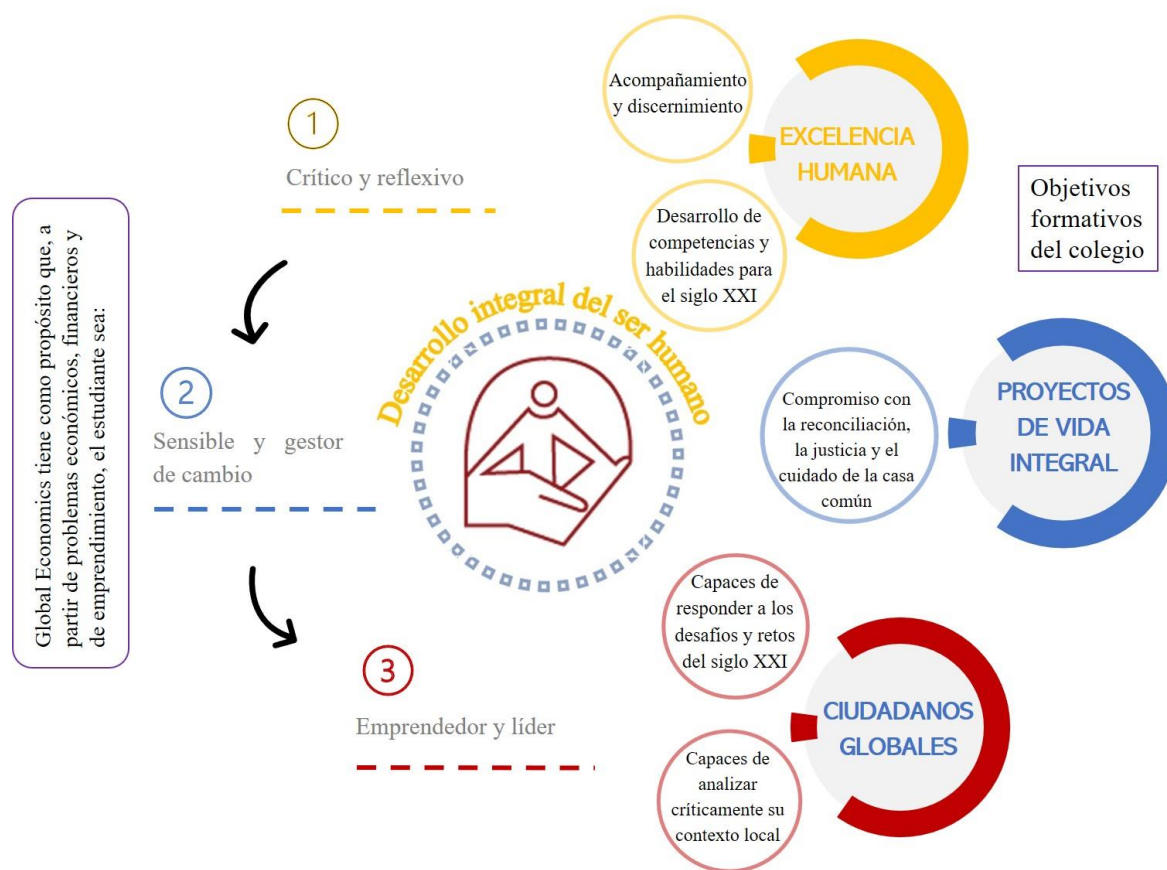 Global Economics tiene como propósito que, a
partir de problemas económicos, financieros y
de emprendimiento, el estudiante sea:
1
Crítico y reflexivo
2
Sensible y gestor
de cambio
3
Emprendedor y líder
Desarrollo integral del ser humano
Acompañamiento
y discernimiento
Desarrollo de
competencias y
habilidades para
el siglo XXI
EXCELENCIA
HUMANA
Objetivos
formativos
del colegio
Compromiso con
la reconciliación,
la justicia y el
cuidado de la casa
común
PROYECTOS
DE VIDA
INTEGRAL
Capaces de
responder a los
desafíos y retos
del siglo XXI
Capaces de
analizar
críticamente su
contexto local
CIUDADANOS
GLOBALES